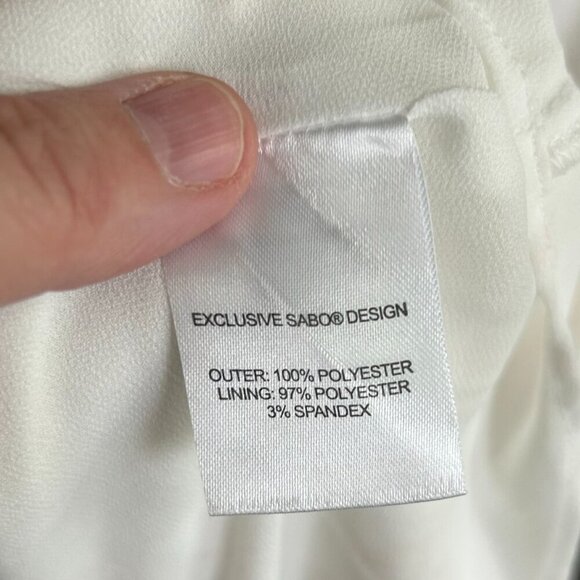 EXCLUSIVE SABO® DESIGN
OUTER: 100% POLYESTER
LINING: 97% POLYESTER
3% SPANDEX